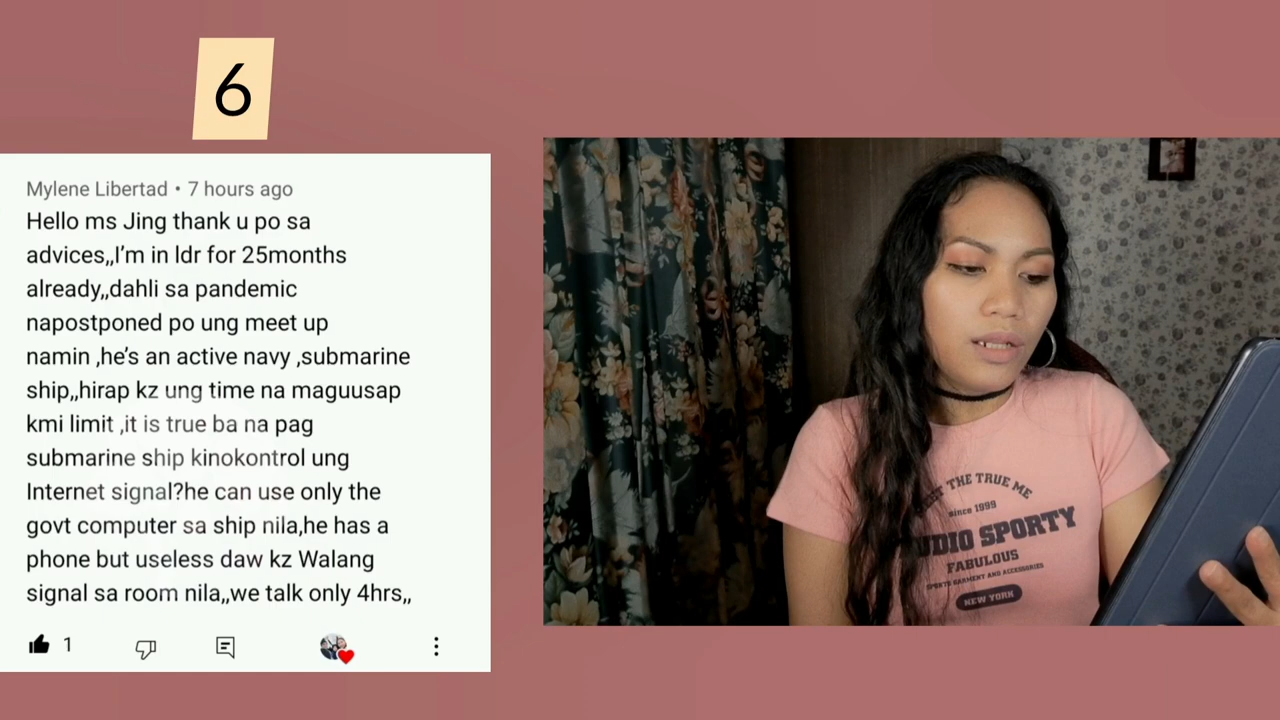 6
Mylene Libertad • 7 hours ago
Hello ms Jing thank u po sa
advices,,I'm in ldr for 25months
already,,dahli sa pandemic
napostponed po ung meet up
namin ,he's an active navy ,submarine
ship,,hirap kz ung time na maguusap
kmi limit ,it is true ba na pag
submarine ship kinokontrol ung
Internet signal?he can use only the
govt computer sa ship nila,he has a
phone but useless daw kz Walang
signal sa room nila,,we talk only 4hrs,,
1
THE TRUE ME
since 1999
SPORTY
FABULOUS
SPORTS GARMENT AND ACCESSORIES
NEW YORK